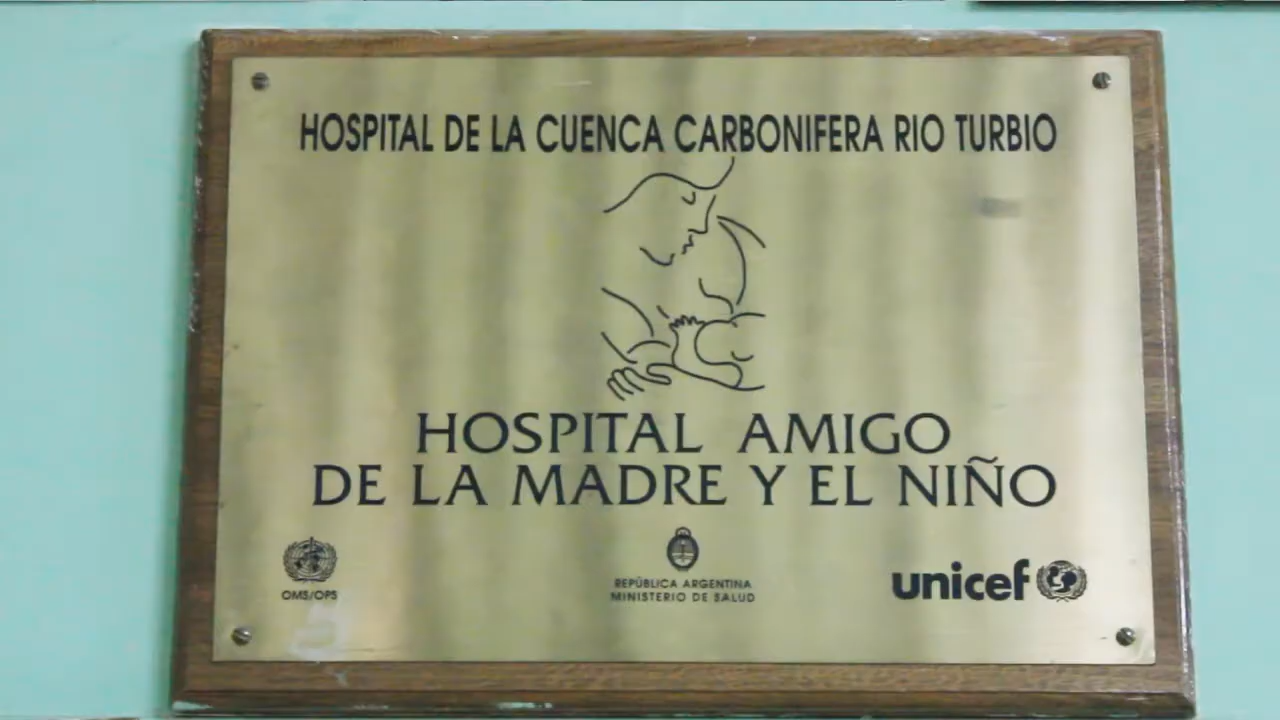 HOSPITAL DE LA CUENCA CARBONIFERA RIO TURBIO
HOSPITAL AMIGO
DE LA MADRE Y EL NIÑO
OMS/OPS
REPÚBLICA ARGENTINA
MINISTERIO DE SALUD
unicef